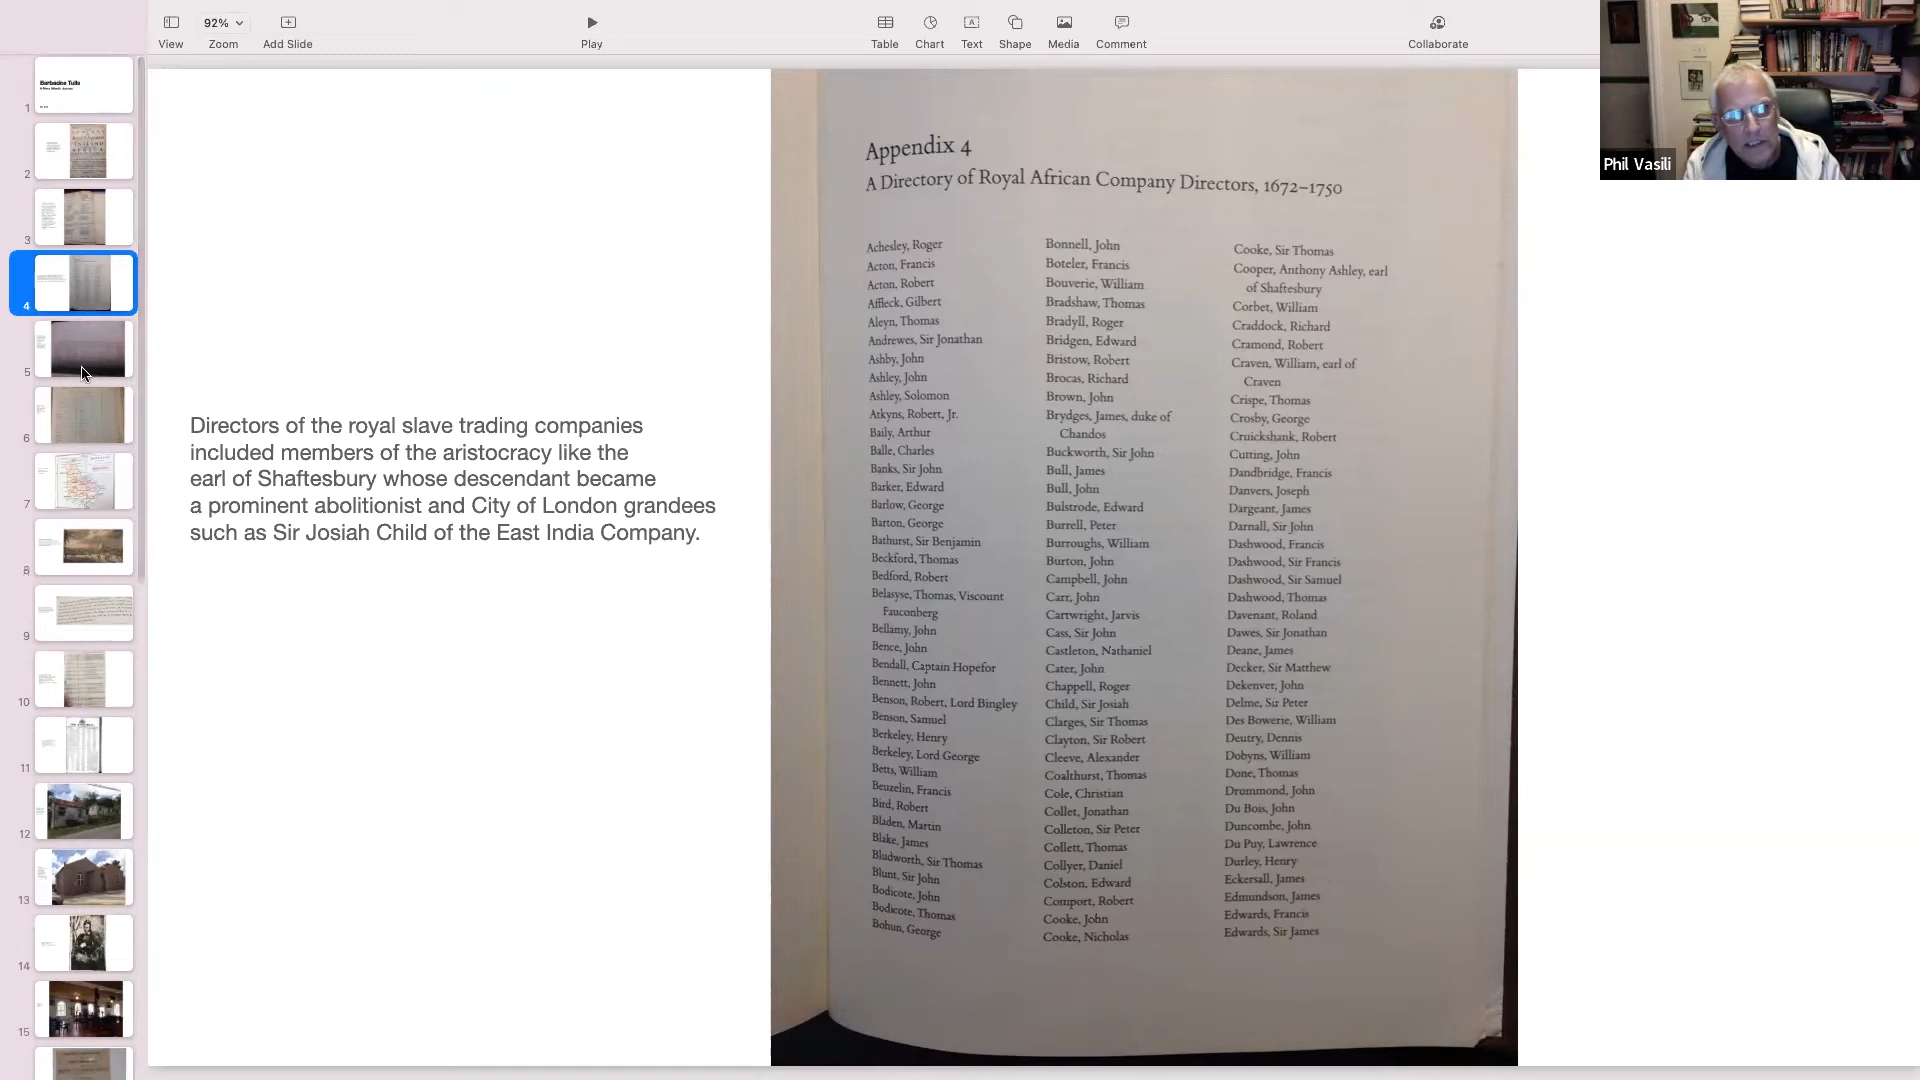 92%
View
Zoom
Add Slide
Play
Table
Chart
Text
Shape
Media
Comment
Collaborate
Phil Vasili
Barbadne Tulls
1
2
3
4
5
6
7
8
9
10
11
12
13
14
15
Directors of the royal slave trading companies
included members of the aristocracy like the
earl of Shaftesbury whose descendant became
a prominent abolitionist and City of London grandees
such as Sir Josiah Child of the East India Company.
Appendix 4
A Directory of Royal African Company Directors, 1672–1750
Achesley, Roger
Acton, Francis
Acton, Robert
Affleck, Gilbert
Aleyn, Thomas
Andrewes, Sir Jonathan
Ashby, John
Ashley, John
Ashley, Solomon
Atkyns, Robert, Jr.
Baily, Arthur
Balle, Charles
Banks, Sir John
Barker, Edward
Barlow, George
Barton, George
Bathurst, Sir Benjamin
Beckford, Thomas
Bedford, Robert
Belasyse, Thomas, Viscount
Fauconberg
Bellamy, John
Bence, John
Bendall, Captain Hopefor
Bennett, John
Benson, Robert, Lord Bingley
Benson, Samuel
Berkeley, Henry
Berkeley, Lord George
Betts, William
Beuzelin, Francis
Bird, Robert
Bladen, Martin
Blake, James
Bludworth, Sir Thomas
Blunt, Sir John
Bodicote, John
Bodicote, Thomas
Bohun, George
Bonnell, John
Boteler, Francis
Bouverie, William
Bradshaw, Thomas
Bradyll, Roger
Bridgen, Edward
Bristow, Robert
Brocas, Richard
Brown, John
Brydges, James, duke of
Chandos
Buckworth, Sir John
Bull, James
Bull, John
Bulstrode, Edward
Burrell, Peter
Burroughs, William
Burton, John
Campbell, John
Carr, John
Cartwright, Jarvis
Cass, Sir John
Castleton, Nathaniel
Cater, John
Chappell, Roger
Child, Sir Josiah
Clarges, Sir Thomas
Clayton, Sir Robert
Cleeve, Alexander
Coalthurst, Thomas
Cole, Christian
Collet, Jonathan
Colleton, Sir Peter
Collett, Thomas
Collyer, Daniel
Colston, Edward
Comport, Robert
Cooke, John
Cooke, Nicholas
Cooke, Sir Thomas
Cooper, Anthony Ashley, earl
of Shaftesbury
Corbet, William
Craddock, Richard
Cramond, Robert
Craven, William, earl of
Craven
Crispe, Thomas
Crosby, George
Cruickshank, Robert
Cutting, John
Dandbridge, Francis
Danvers, Joseph
Dargeant, James
Darnall, Sir John
Dashwood, Francis
Dashwood, Sir Francis
Dashwood, Sir Samuel
Dashwood, Thomas
Davenant, Roland
Dawes, Sir Jonathan
Deane, James
Decker, Sir Matthew
Dekenver, John
Delme, Sir Peter
Des Bowerie, William
Deutry, Dennis
Dobyns, William
Done, Thomas
Drummond, John
Du Bois, John
Duncombe, John
Du Puy, Lawrence
Durley, Henry
Eckersall, James
Edmundson, James
Edwards, Francis
Edwards, Sir James